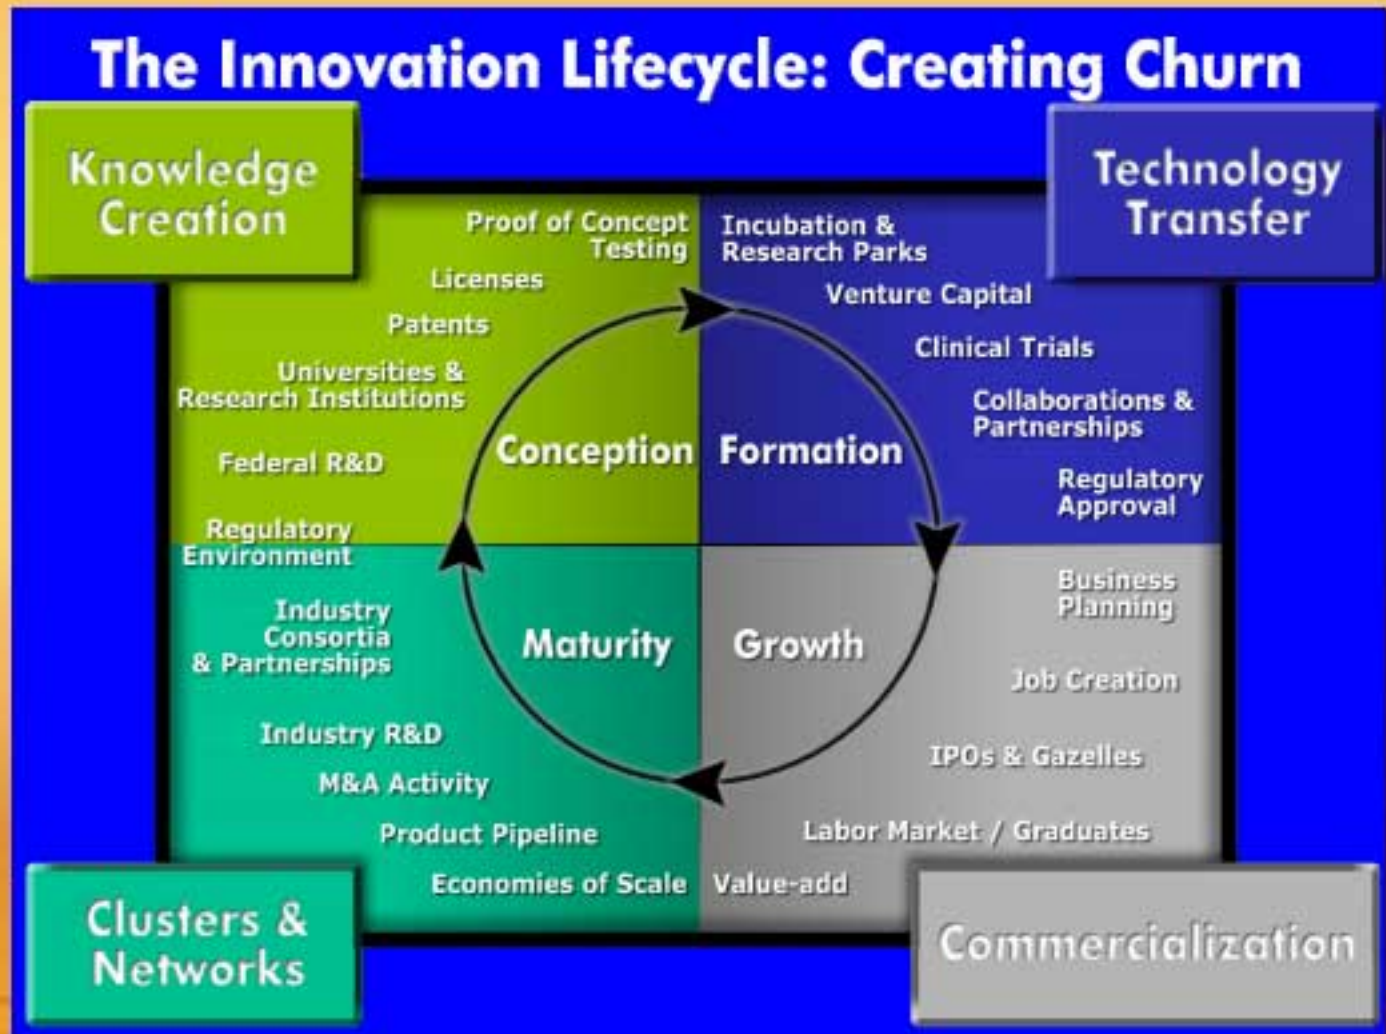 The Innovation Lifecycle: Creating Churn
Knowledge
Creation
Technology
Transfer
Proof of Concept
Testing
Licenses
Patents
Universities &
Research Institutions
Federal R&D
Regulatory
Environment
Conception
Incubation &
Research Parks
Venture Capital
Clinical Trials
Collaborations &
Partnerships
Regulatory
Approval
Formation
Industry
Consortia
& Partnerships
Industry R&D
M&A Activity
Product Pipeline
Economies of Scale
Maturity
Growth
Business
Planning
Job Creation
IPOs & Gazelles
Labor Market / Graduates
Value-add
Clusters &
Networks
Commercialization